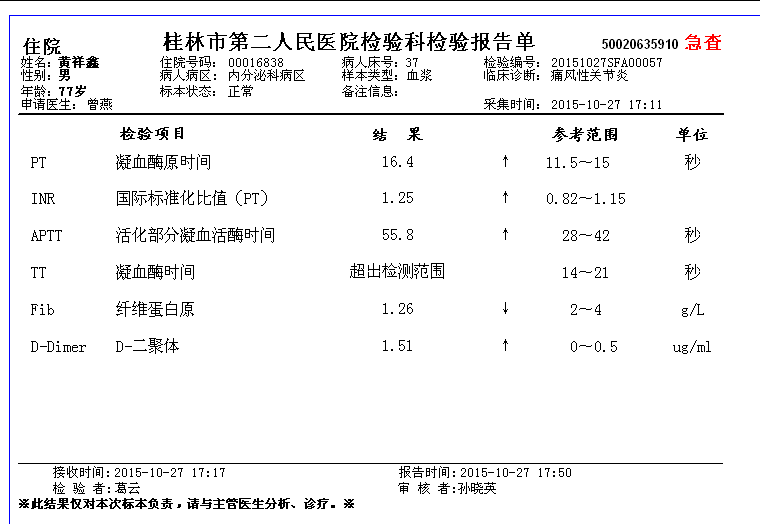 桂林市第二人民医院检验科检验报告单 50020635910 急查
住院
姓名: 黄祥鑫 住院号码: 00016838 病人床号: 37 检验编号: 20151027SFA00057
性别: 男 病人病区: 内分泌科病区 样本类型: 血浆 临床诊断: 痛风性关节炎
年龄: 77岁 标本状态: 正常 备注信息:
申请医生: 曾燕 采集时间: 2015-10-27 17:11
检验项目 结 果 参考范围 单位
PT 凝血酶原时间 16.4 ↑ 11.5~15 秒
INR 国际标准化比值(PT) 1.25 ↑ 0.82~1.15
APTT 活化部分凝血活酶时间 55.8 ↑ 28~42 秒
TT 凝血酶时间 超出检测范围 14~21 秒
Fib 纤维蛋白原 1.26 ↓ 2~4 g/L
D-Dimer D-二聚体 1.51 ↑ 0~0.5 ug/ml
接收时间: 2015-10-27 17:17 报告时间: 2015-10-27 17:50
检 验 者: 葛云 审 核 者: 孙晓英
※此结果仅对本次标本负责,请与主管医生分析、诊疗。※